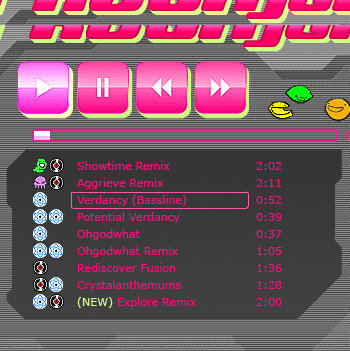 Showtime Remix 2:02
Aggrieve Remix 2:11
Verdancy (Bassline) 0:52
Potential Verdancy 0:39
Ohgodwhat 0:37
Ohgodwhat Remix 1:05
Rediscover Fusion 1:36
Crystalanthemums 1:28
(NEW) Explore Remix 2:00